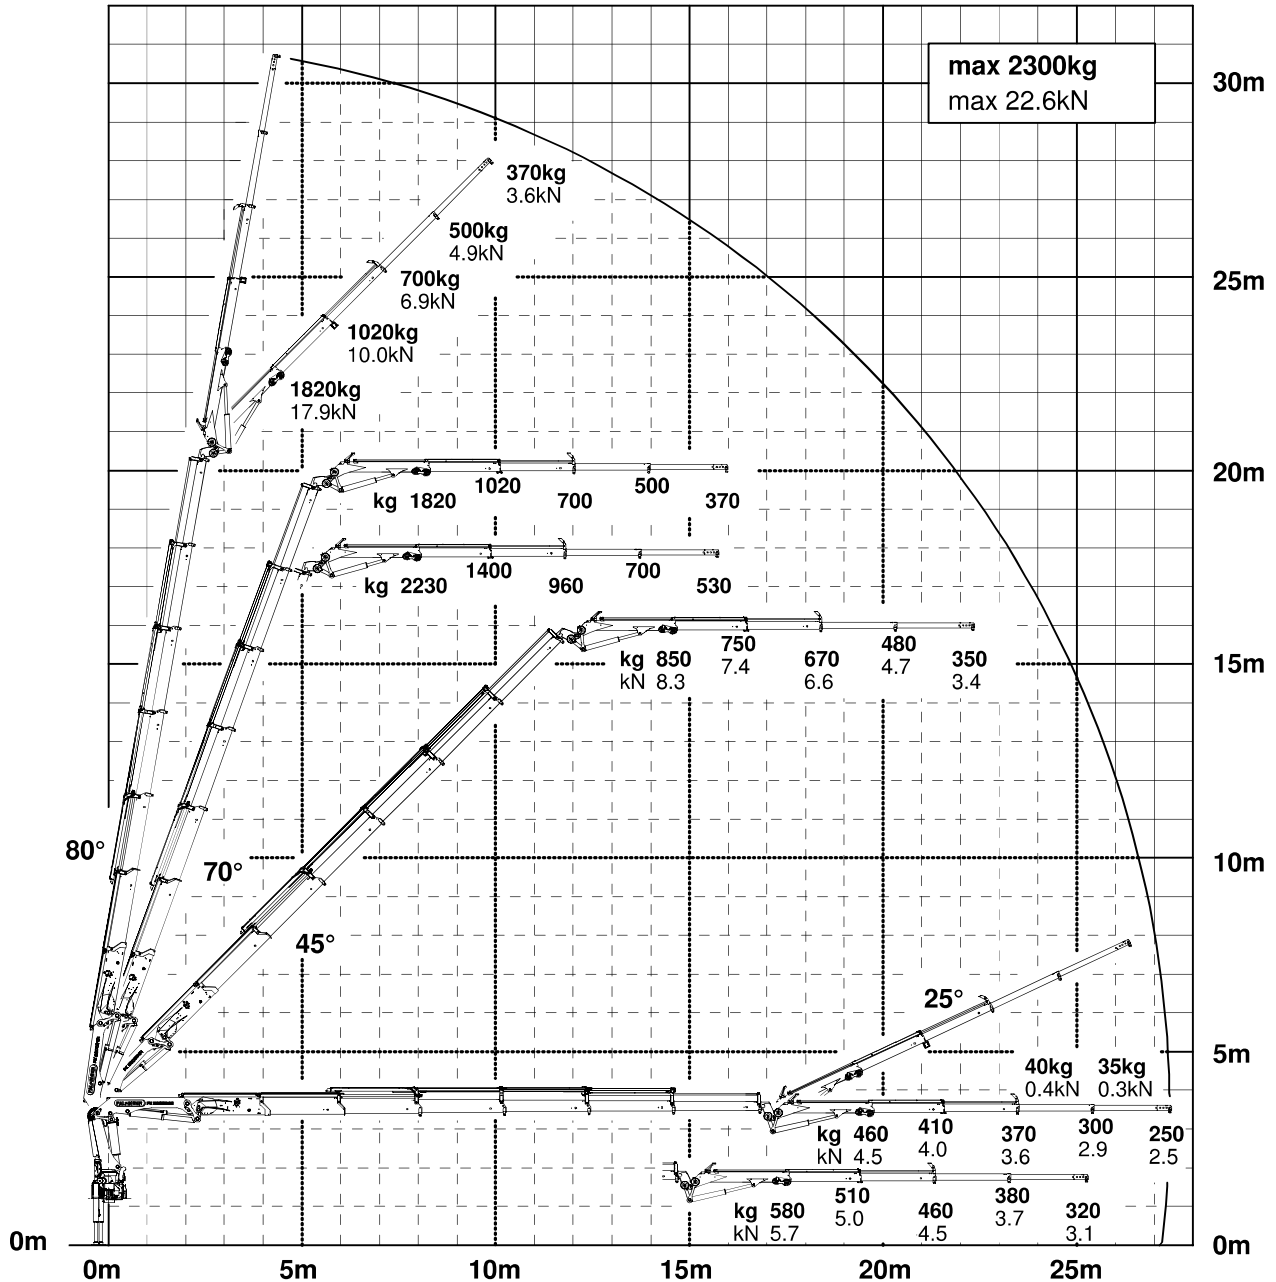 max 2300kg
max 22.6kN
30m
370kg
3.6kN
500kg
4.9kN
25m
700kg
6.9kN
1020kg
10.0kN
1820kg
17.9kN
20m
kg 1820 1020 700 500 370
kg 2230 1400 960 700 530
15m
kg 850 750 670 480 350
kN 8.3 7.4 6.6 4.7 3.4
80°
70°
10m
45°
25°
5m
40kg 35kg
0.4kN 0.3kN
kg 460 410 370 300 250
kN 4.5 4.0 3.6 2.9 2.5
kg 580 510 460 380 320
kN 5.7 5.0 4.5 3.7 3.1
0m 0m
0m 5m 10m 15m 20m 25m